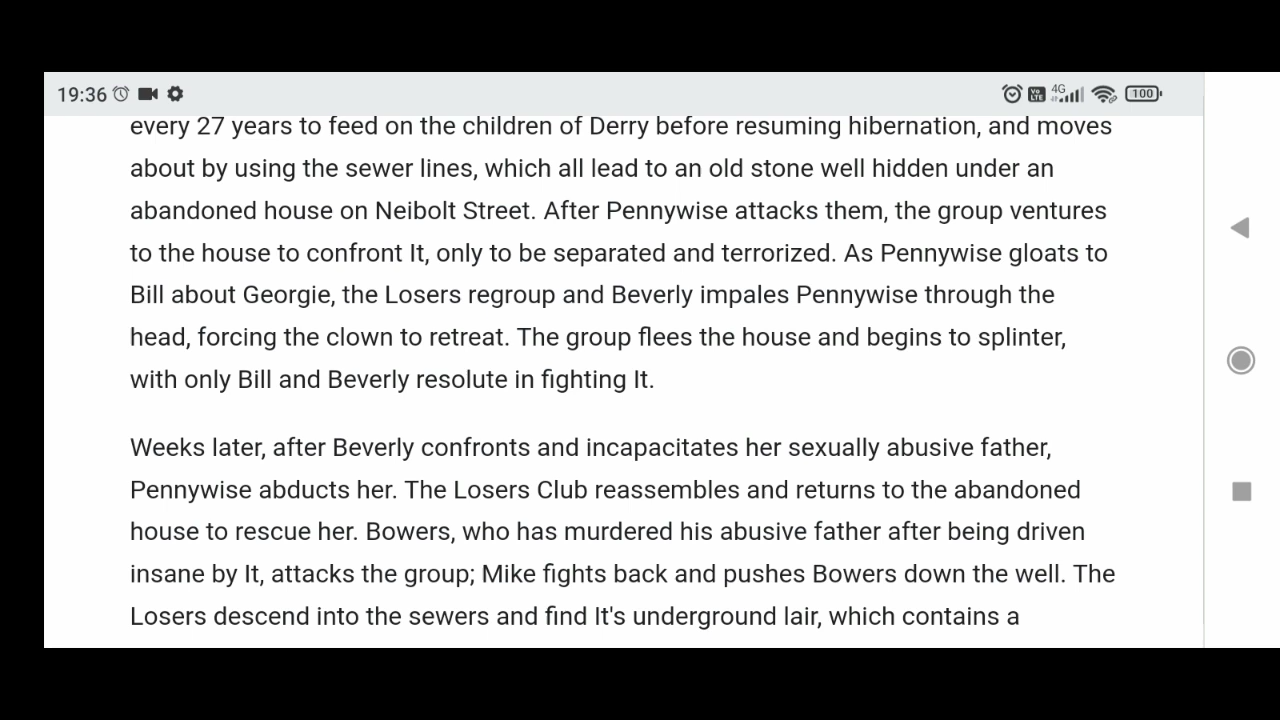 19:36
Vo LTE 4G 100
every 27 years to feed on the children of Derry before resuming hibernation, and moves
about by using the sewer lines, which all lead to an old stone well hidden under an
abandoned house on Neibolt Street. After Pennywise attacks them, the group ventures
to the house to confront It, only to be separated and terrorized. As Pennywise gloats to
Bill about Georgie, the Losers regroup and Beverly impales Pennywise through the
head, forcing the clown to retreat. The group flees the house and begins to splinter,
with only Bill and Beverly resolute in fighting It.
Weeks later, after Beverly confronts and incapacitates her sexually abusive father,
Pennywise abducts her. The Losers Club reassembles and returns to the abandoned
house to rescue her. Bowers, who has murdered his abusive father after being driven
insane by It, attacks the group; Mike fights back and pushes Bowers down the well. The
Losers descend into the sewers and find It's underground lair, which contains a